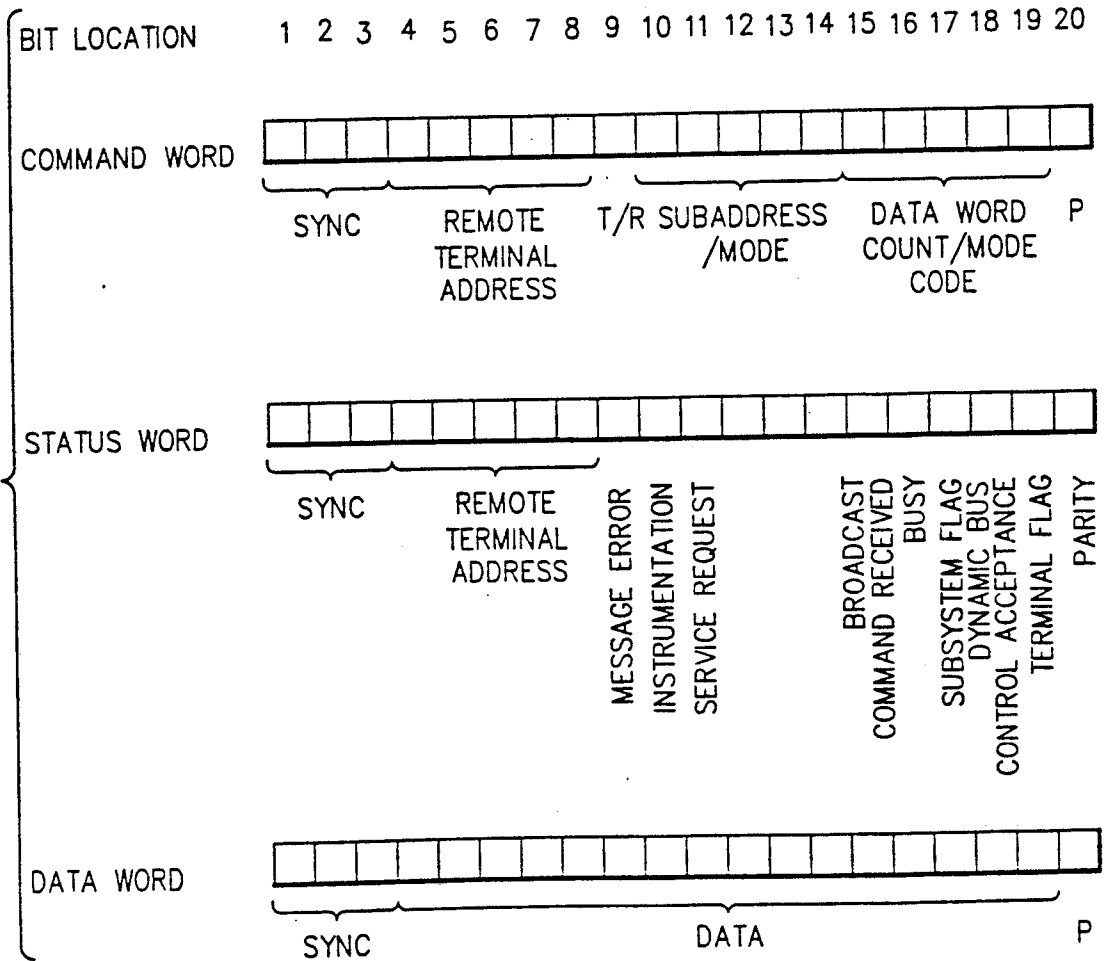 BIT LOCATION 1 2 3 4 5 6 7 8 9 10 11 12 13 14 15 16 17 18 19 20
COMMAND WORD
SYNC
REMOTE
TERMINAL
ADDRESS
T/R SUBADDRESS
/MODE
DATA WORD
COUNT/MODE
CODE
P
STATUS WORD
SYNC
REMOTE
TERMINAL
ADDRESS
MESSAGE ERROR
INSTRUMENTATION
SERVICE REQUEST
BROADCAST
COMMAND RECEIVED
BUSY
SUBSYSTEM FLAG
DYNAMIC BUS
CONTROL ACCEPTANCE
TERMINAL FLAG
PARITY
DATA WORD
SYNC
DATA
P